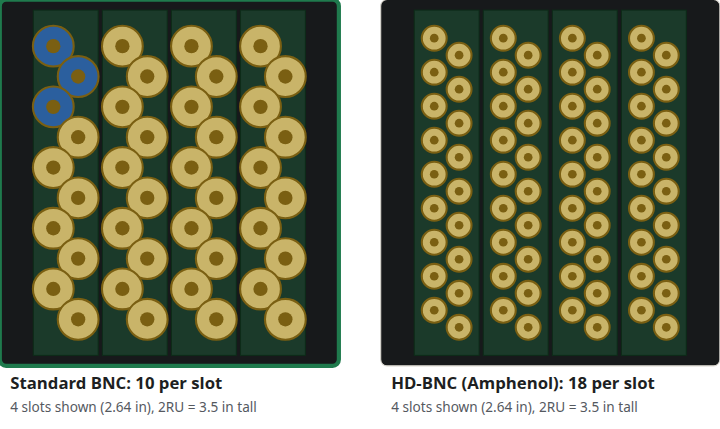 Standard BNC: 10 per slot
4 slots shown (2.64 in), 2RU = 3.5 in tall
HD-BNC (Amphenol): 18 per slot
4 slots shown (2.64 in), 2RU = 3.5 in tall